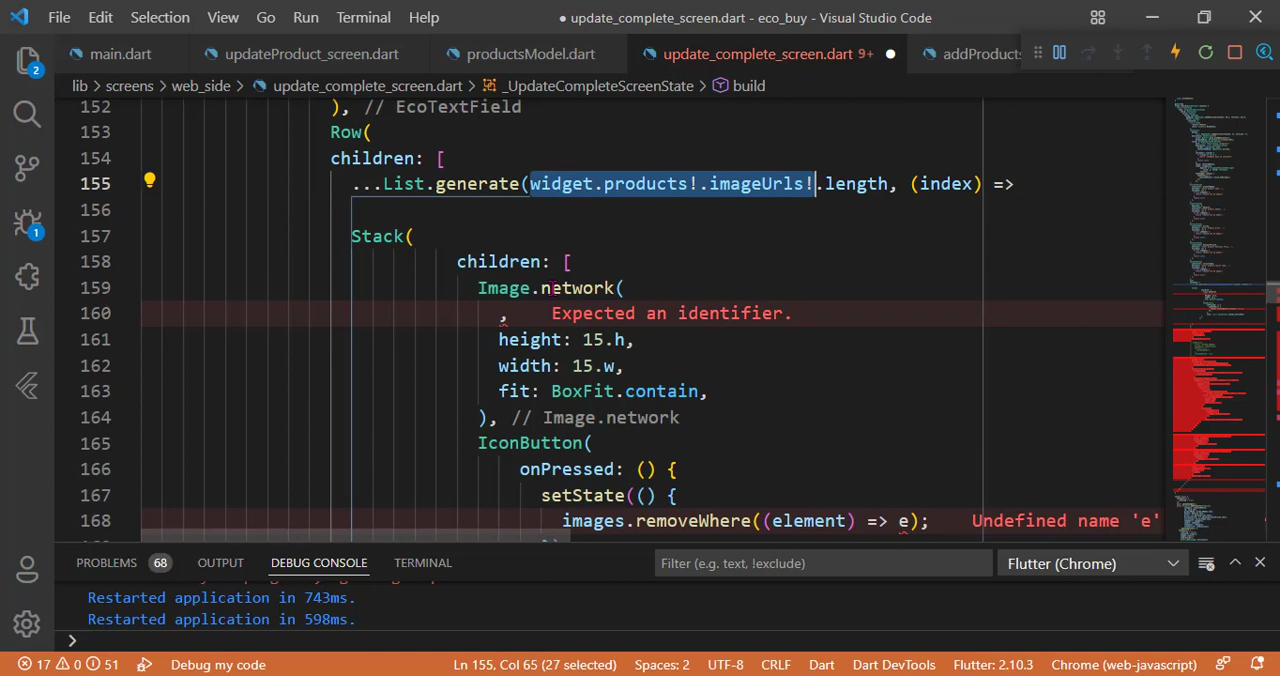 File Edit Selection View Go Run Terminal Help ● update_complete_screen.dart - eco_buy - Visual Studio Code
main.dart updateProduct_screen.dart productsModel.dart update_complete_screen.dart 9+ ● addProducts
lib > screens > web_side > update_complete_screen.dart > _UpdateCompleteScreenState > build
152 ), // EcoTextField
153 Row(
154 children: [
155 ...List.generate(widget.products!.imageUrls!.length, (index) =>
156
157 Stack(
158 children: [
159 Image.network(
160 , Expected an identifier.
161 height: 15.h,
162 width: 15.w,
163 fit: BoxFit.contain,
164 ), // Image.network
165 IconButton(
166 onPressed: () {
167 setState(() {
168 images.removeWhere((element) => e); Undefined name 'e'
2
1
PROBLEMS 68 OUTPUT DEBUG CONSOLE TERMINAL Filter (e.g. text, !exclude) Flutter (Chrome)
Restarted application in 743ms.
Restarted application in 598ms.
>
17 0 51 Debug my code Ln 155, Col 65 (27 selected) Spaces: 2 UTF-8 CRLF Dart Dart DevTools Flutter: 2.10.3 Chrome (web-javascript)